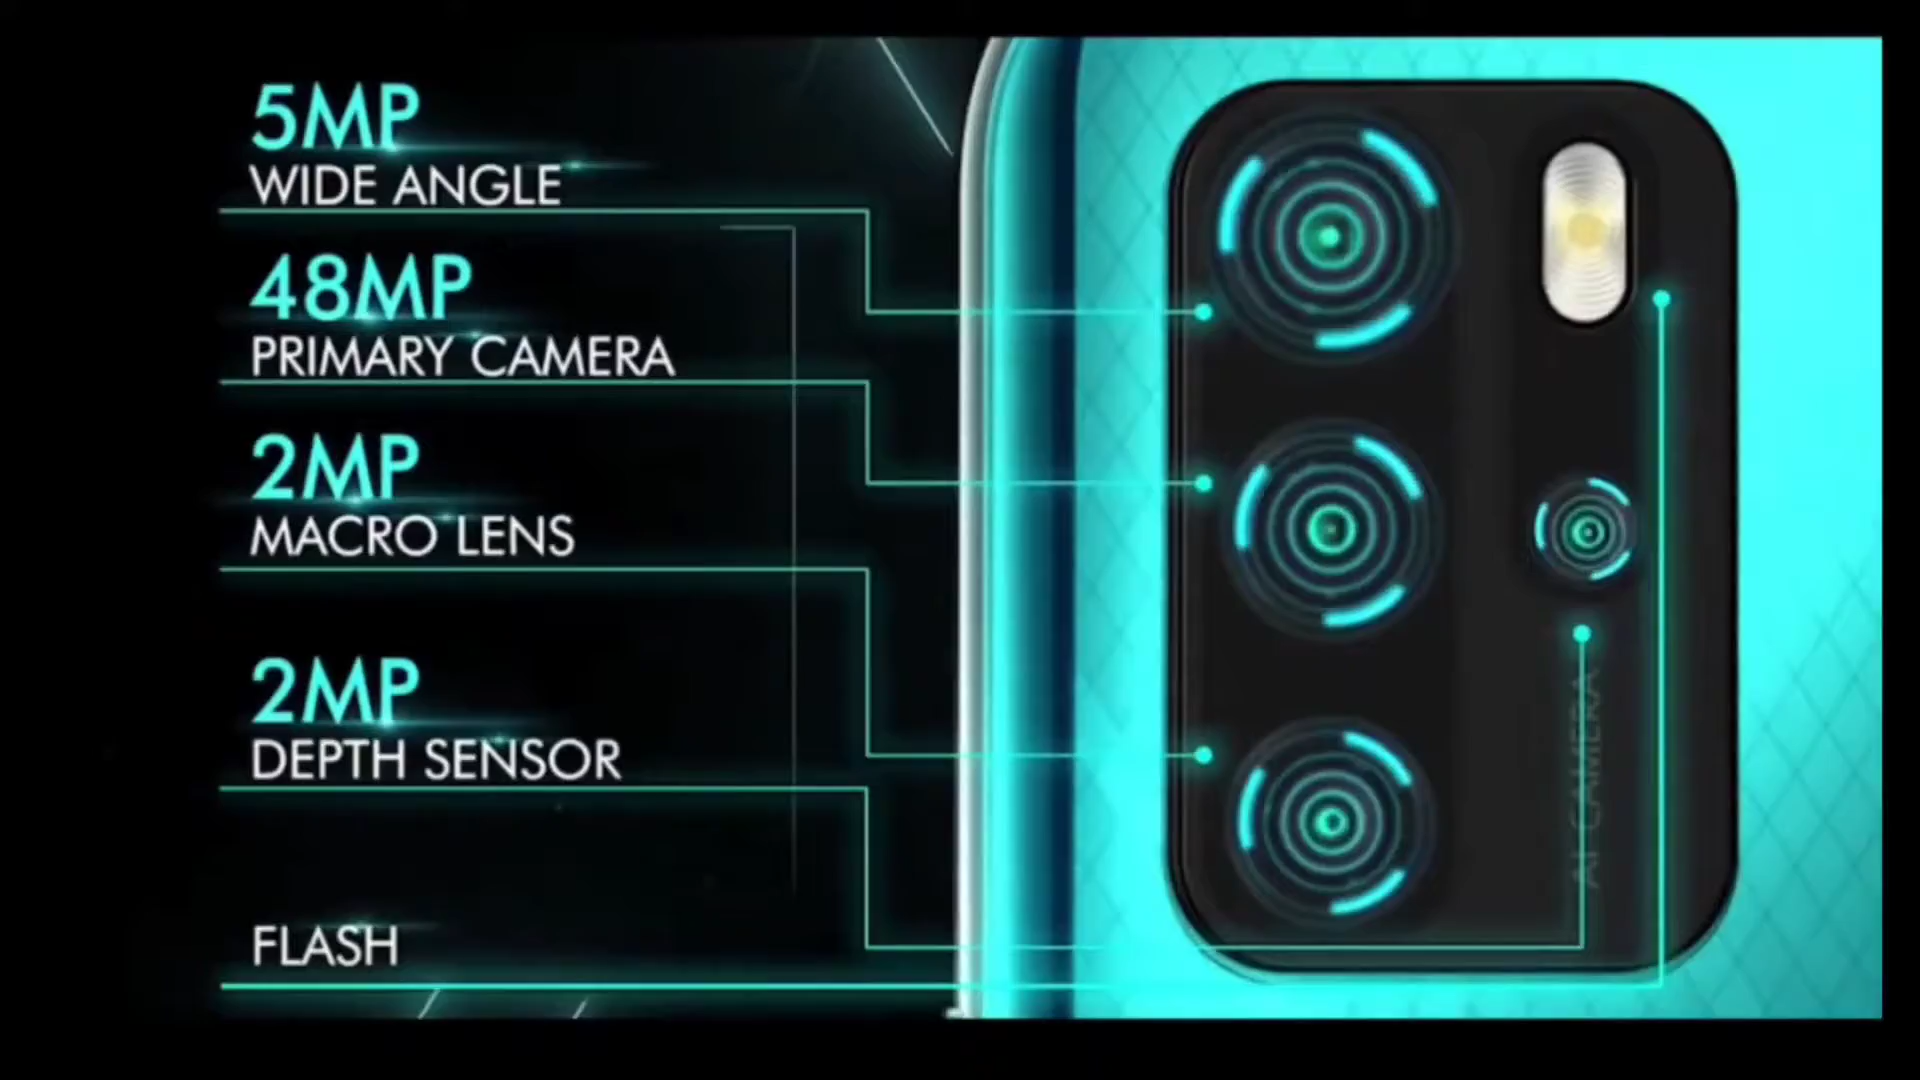 5MP
WIDE ANGLE
48MP
PRIMARY CAMERA
2MP
MACRO LENS
2MP
DEPTH SENSOR
FLASH
AI CAMERA